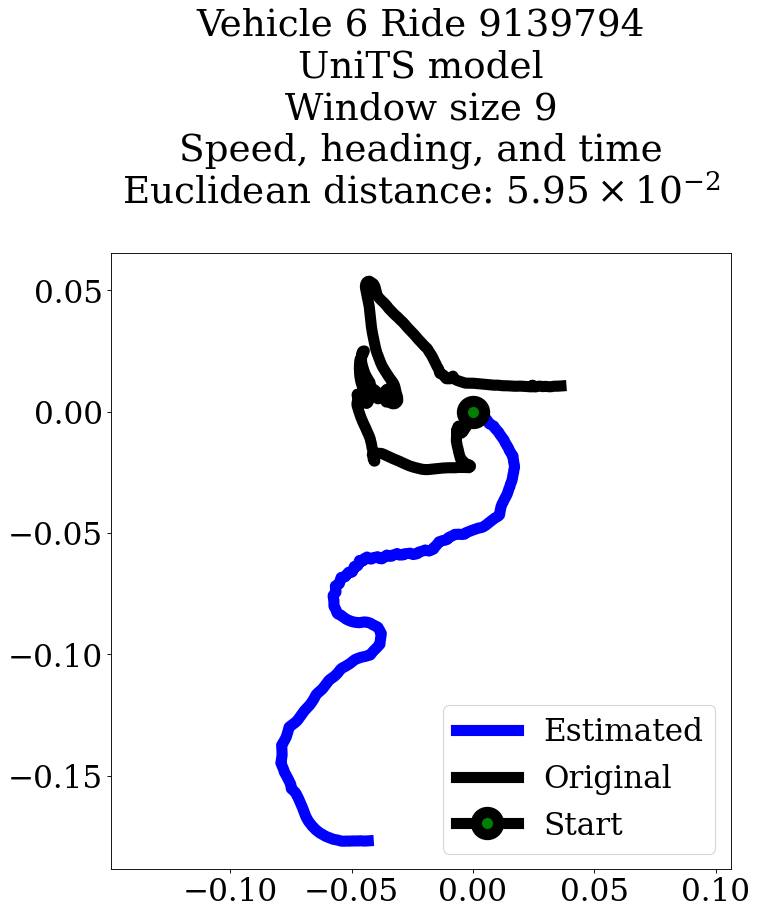 Vehicle 6 Ride 9139794
UniTS model
Window size 9
Speed, heading, and time
Euclidean distance: 5.95 × 10⁻²
0.05
0.00
−0.05
−0.10
−0.15
Estimated
Original
Start
−0.10 −0.05 0.00 0.05 0.10